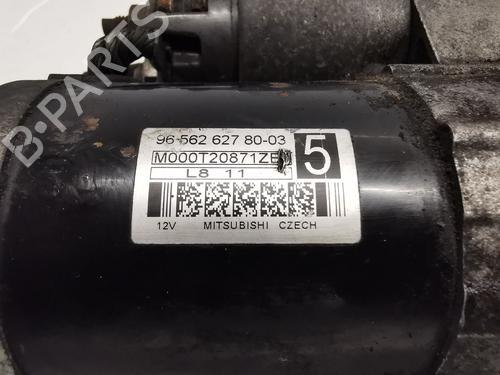 96 562 627 80-03
M000T20871ZE
5
L8 11
12V MITSUBISHI CZECH
B-PARTS